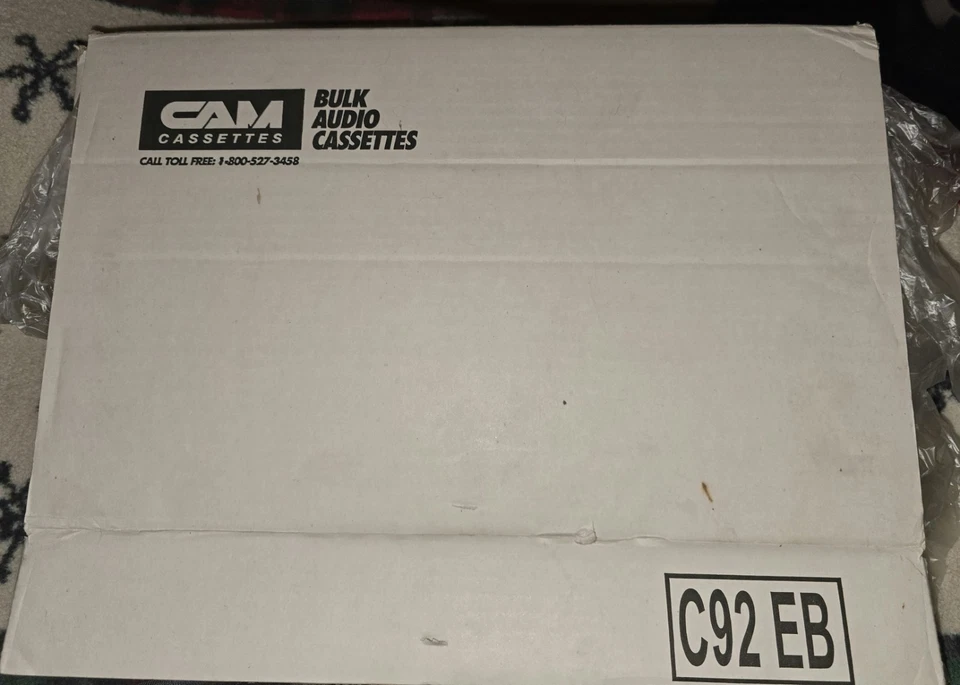 CAM
CASSETTES
BULK
AUDIO
CASSETTES
CALL TOLL FREE: 1-800-527-3458
C92 EB